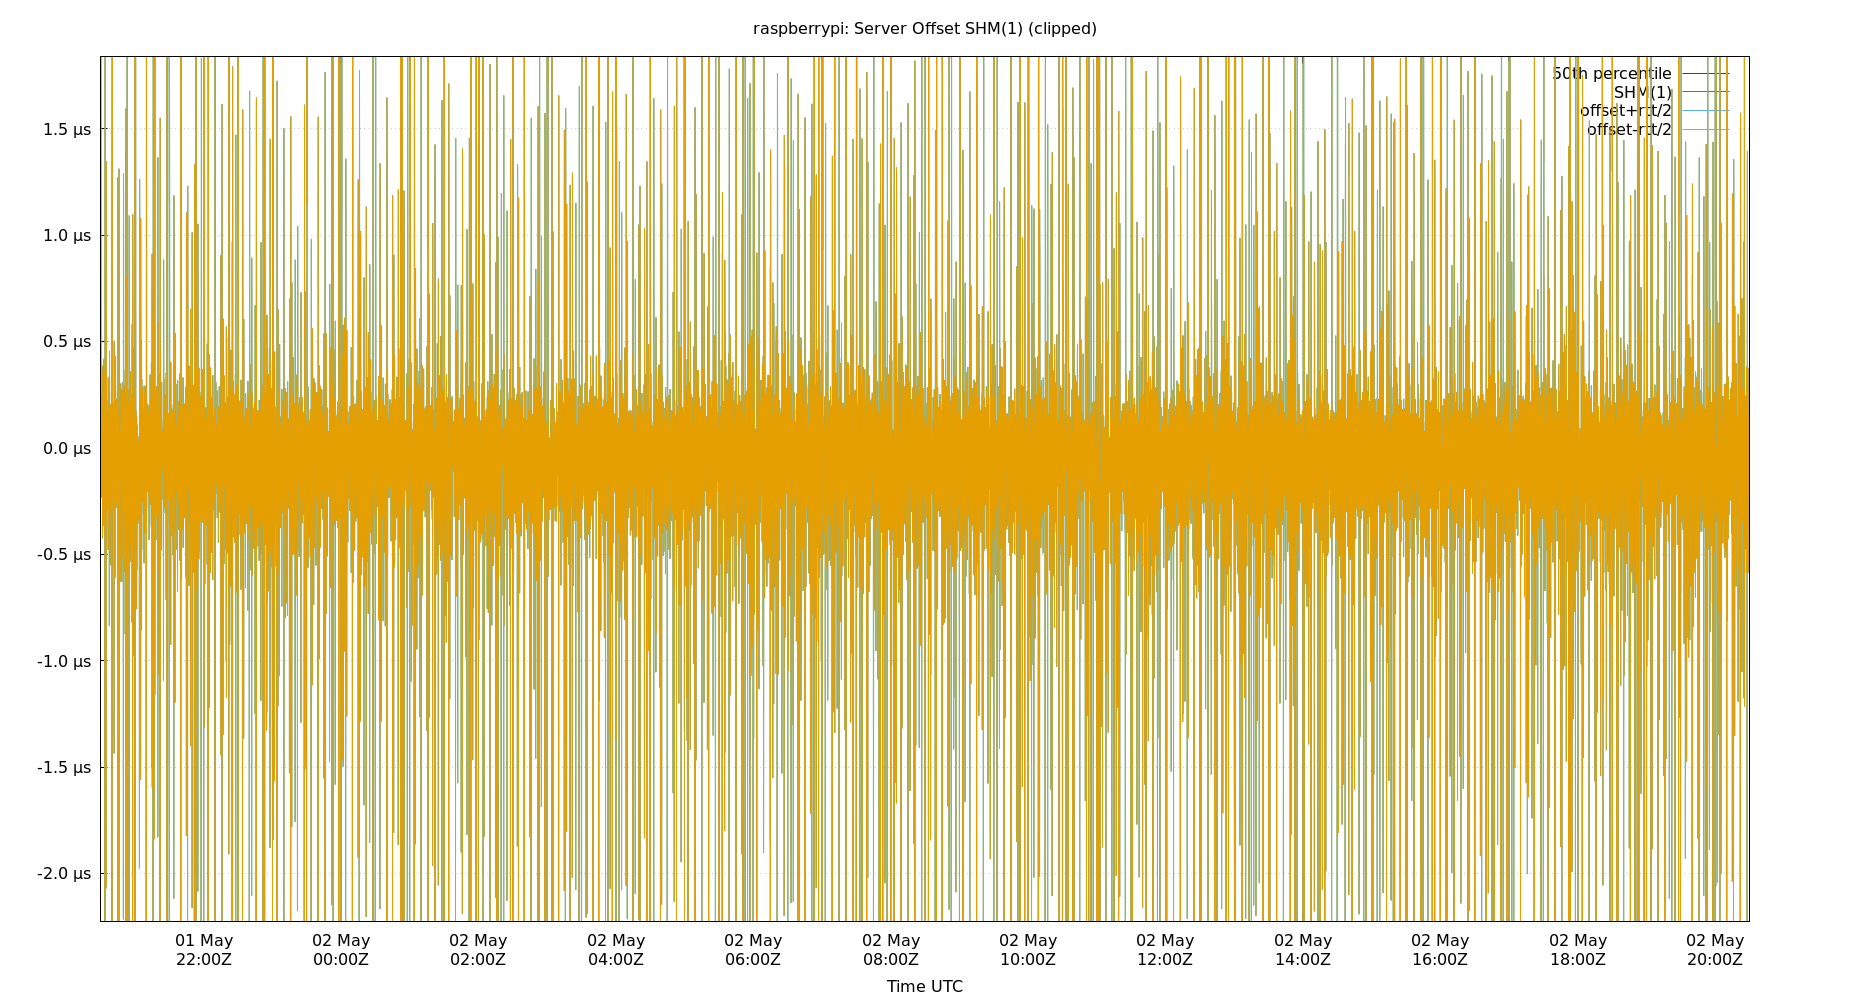 raspberrypi: Server Offset SHM(1) (clipped)
50th percentile
SHM(1)
offset+rtt/2
offset-rtt/2
1.5 µs
1.0 µs
0.5 µs
0.0 µs
-0.5 µs
-1.0 µs
-1.5 µs
-2.0 µs
01 May 02 May 02 May 02 May 02 May 02 May 02 May 02 May 02 May 02 May 02 May 02 May
22:00Z 00:00Z 02:00Z 04:00Z 06:00Z 08:00Z 10:00Z 12:00Z 14:00Z 16:00Z 18:00Z 20:00Z
Time UTC